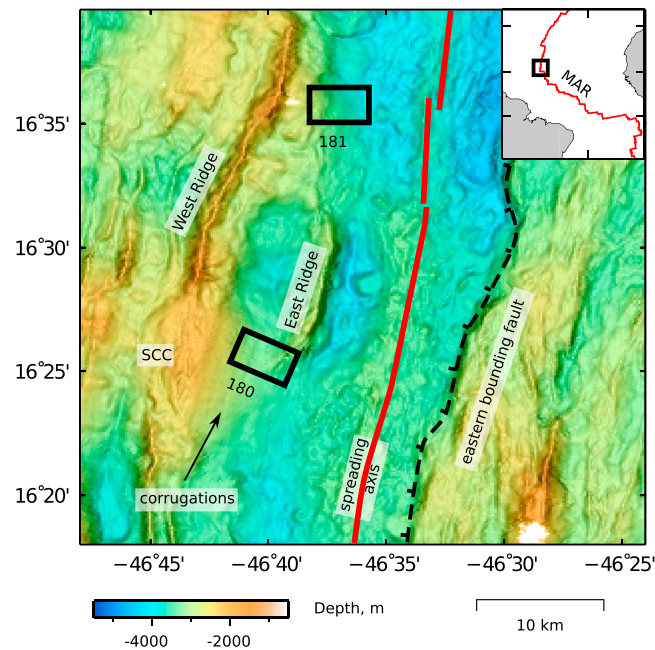 MAR
16°35'
181
West Ridge
16°30'
East Ridge
SCC
16°25'
180
eastern bounding fault
corrugations
spreading
axis
16°20'
−46°45' −46°40' −46°35' −46°30' −46°24'
Depth, m
-4000 -2000
10 km